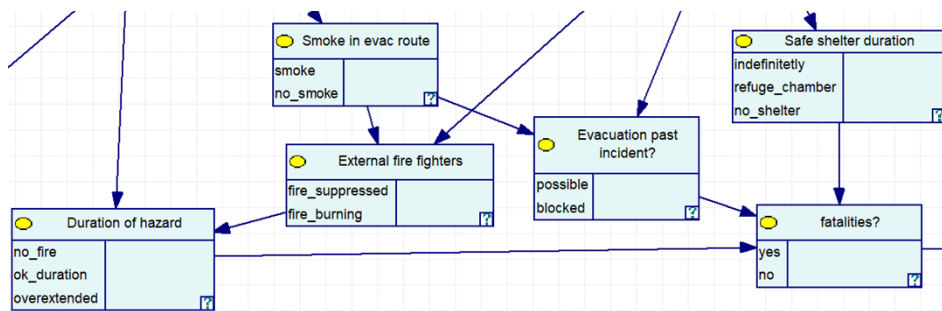 Smoke in evac route
smoke
no_smoke
?
Safe shelter duration
indefinitetly
refuge_chamber
no_shelter
?
External fire fighters
fire_suppressed
fire_burning
?
Evacuation past
incident?
possible
blocked
?
Duration of hazard
no_fire
ok_duration
overextended
?
fatalities?
yes
no
?